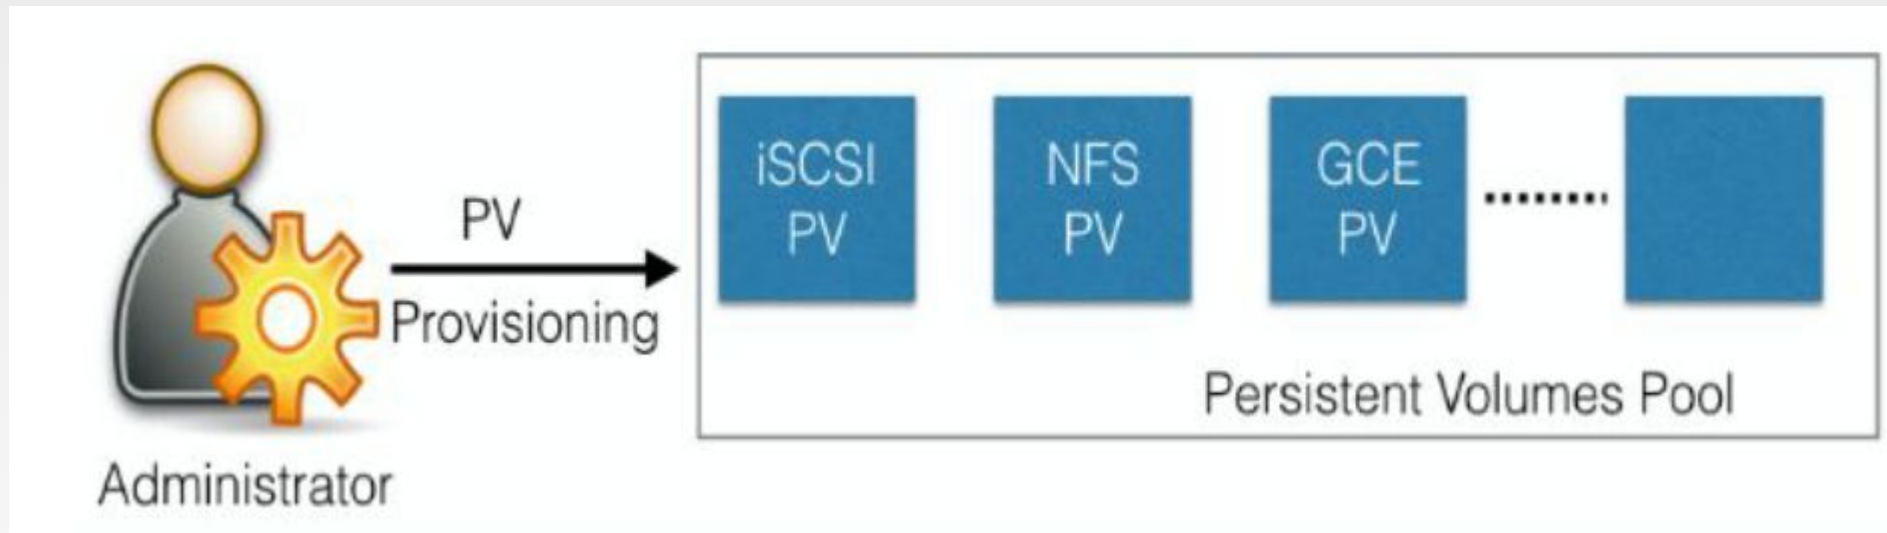 PV
Provisioning
Administrator
iSCSI
PV
NFS
PV
GCE
PV
Persistent Volumes Pool